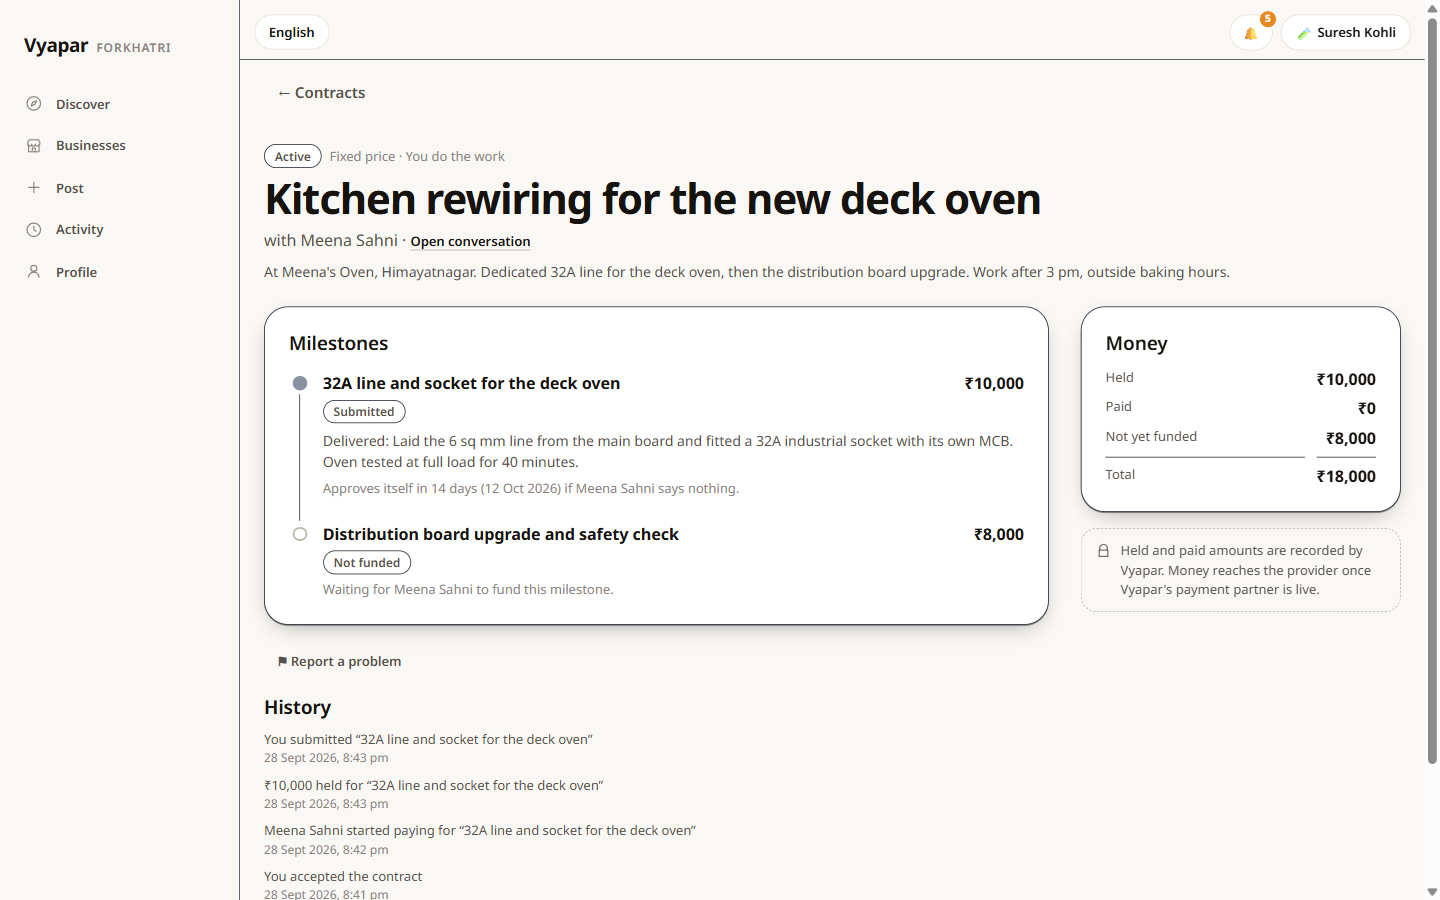 Vyapar FORKHATRI
Discover
Businesses
Post
Activity
Profile
English
5
Suresh Kohli
← Contracts
Active Fixed price · You do the work
Kitchen rewiring for the new deck oven
with Meena Sahni · Open conversation
At Meena's Oven, Himayatnagar. Dedicated 32A line for the deck oven, then the distribution board upgrade. Work after 3 pm, outside baking hours.
Milestones
32A line and socket for the deck oven ₹10,000
Submitted
Delivered: Laid the 6 sq mm line from the main board and fitted a 32A industrial socket with its own MCB.
Oven tested at full load for 40 minutes.
Approves itself in 14 days (12 Oct 2026) if Meena Sahni says nothing.
Distribution board upgrade and safety check ₹8,000
Not funded
Waiting for Meena Sahni to fund this milestone.
Money
Held ₹10,000
Paid ₹0
Not yet funded ₹8,000
Total ₹18,000
Held and paid amounts are recorded by
Vyapar. Money reaches the provider once
Vyapar's payment partner is live.
⚑ Report a problem
History
You submitted “32A line and socket for the deck oven”
28 Sept 2026, 8:43 pm
₹10,000 held for “32A line and socket for the deck oven”
28 Sept 2026, 8:43 pm
Meena Sahni started paying for “32A line and socket for the deck oven”
28 Sept 2026, 8:42 pm
You accepted the contract
28 Sept 2026, 8:41 pm